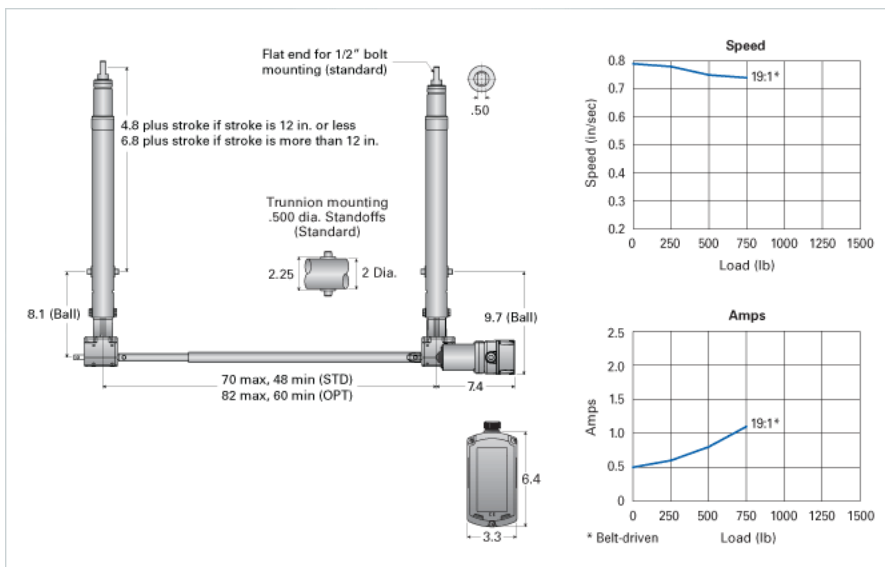 Flat end for 1/2" bolt
mounting (standard)
.50
4.8 plus stroke if stroke is 12 in. or less
6.8 plus stroke if stroke is more than 12 in.
Trunnion mounting
.500 dia. Standoffs
(Standard)
2.25
2 Dia.
8.1 (Ball)
9.7 (Ball)
70 max, 48 min (STD)
82 max, 60 min (OPT)
7.4
6.4
3.3
Speed
0.8
0.7
0.6
0.5
0.4
0.3
0.2
Speed (in/sec)
19:1*
0 250 500 750 1000 1250 1500
Load (lb)
Amps
2.5
2.0
1.5
1.0
0.5
0
Amps
19:1*
0 250 500 750 1000 1250 1500
* Belt-driven
Load (lb)